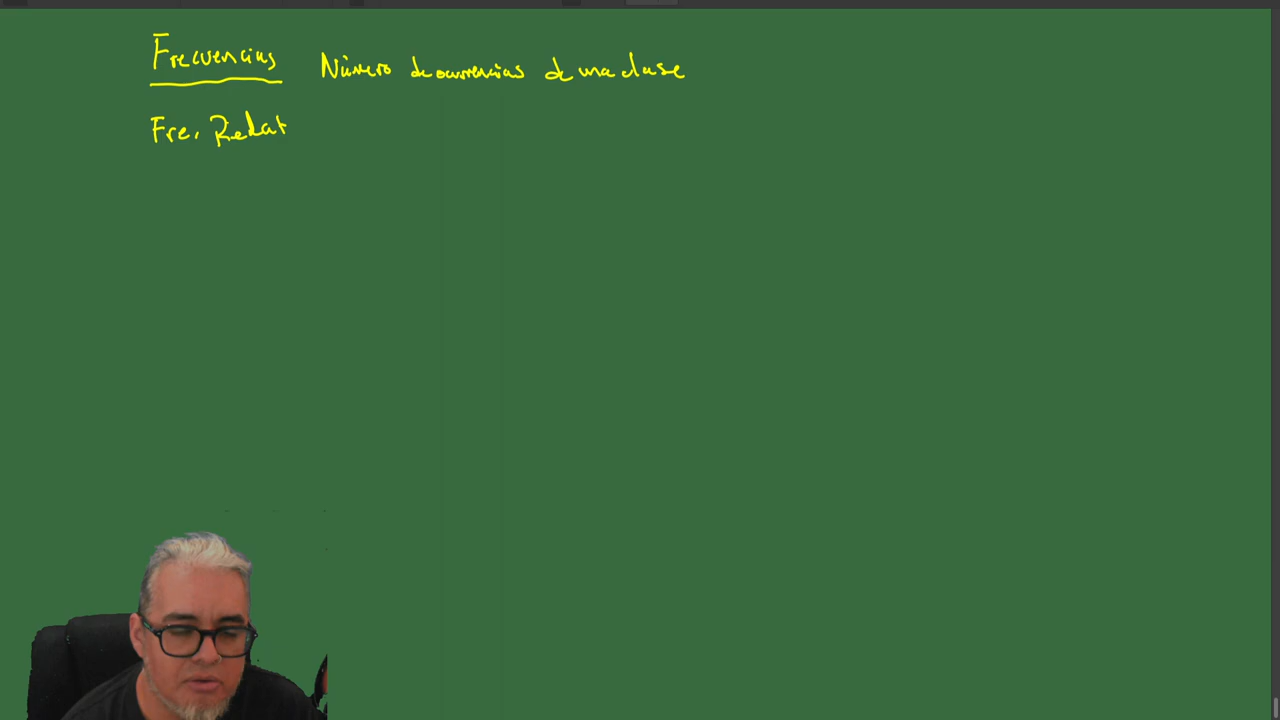 Frecuencias Número de ocurrencias de una clase
Fre. Relat